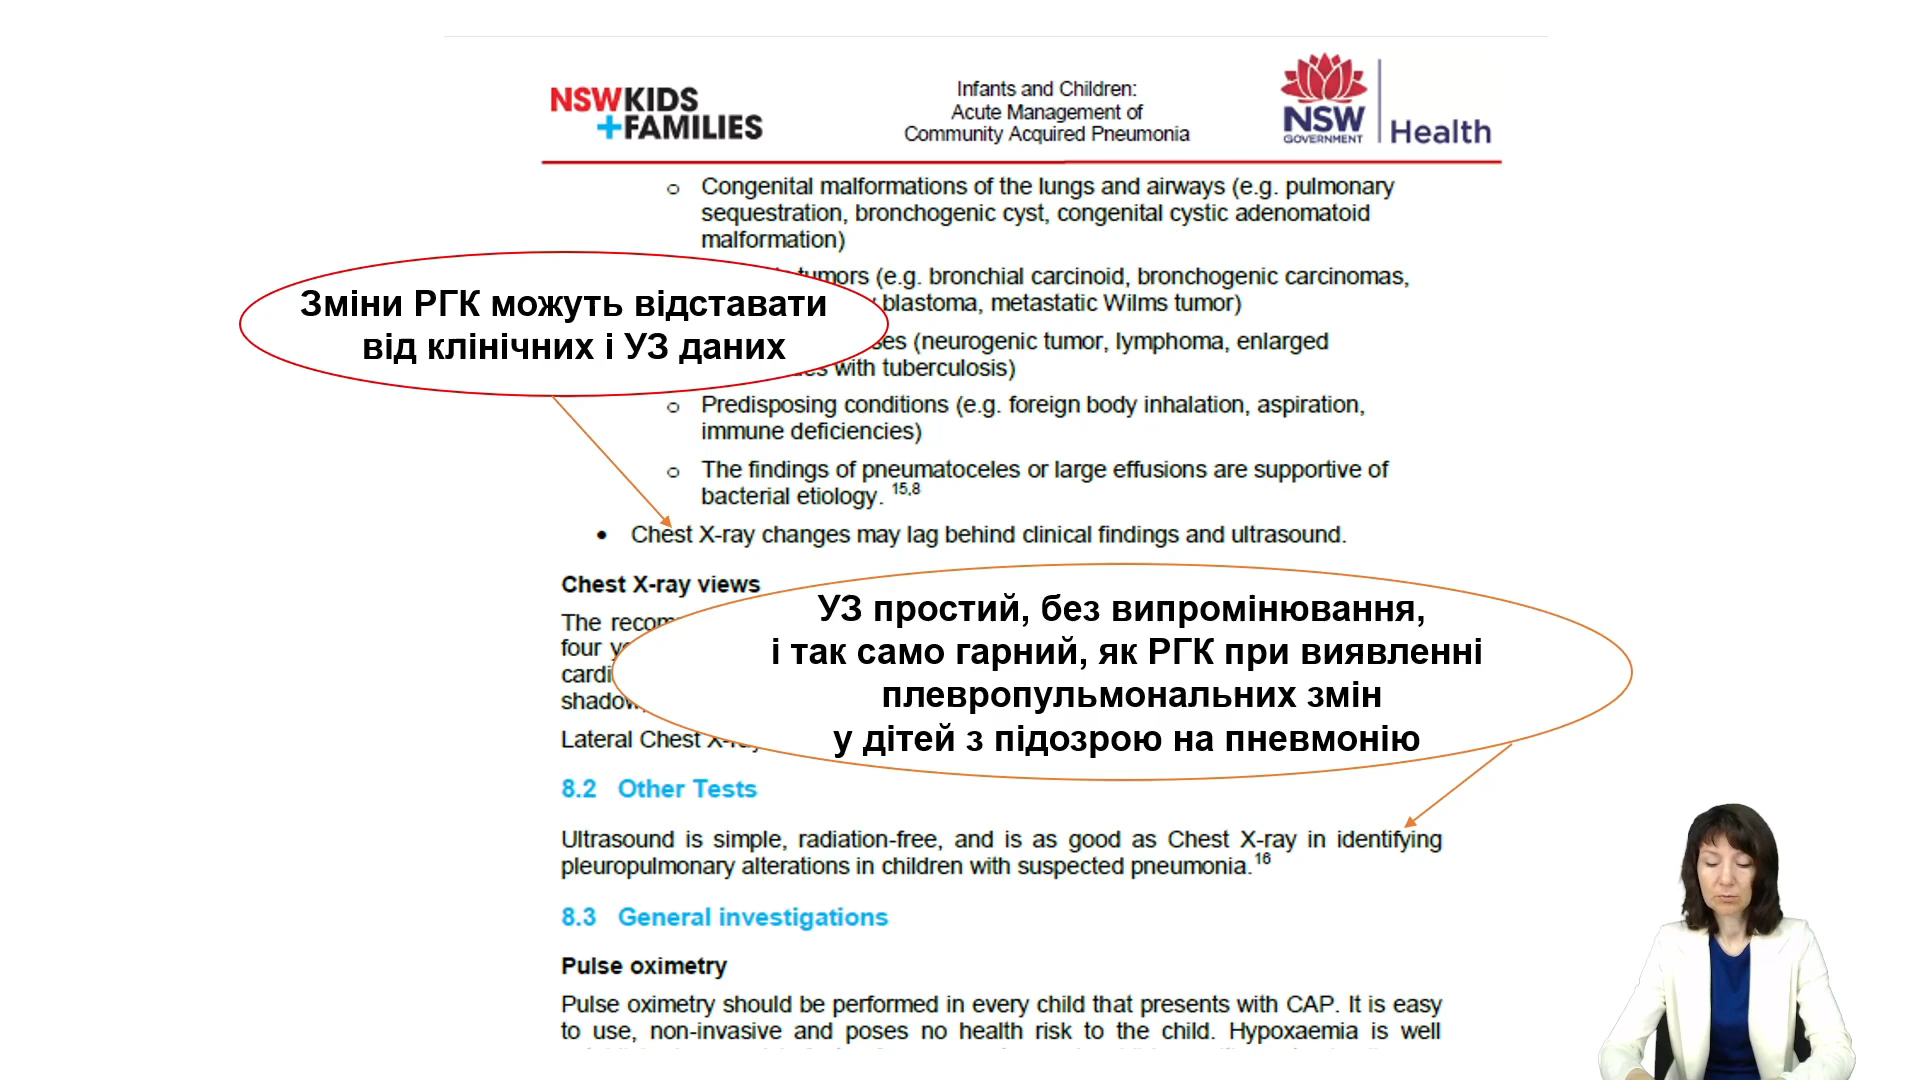 NSW KIDS
+FAMILIES
Infants and Children:
Acute Management of
Community Acquired Pneumonia
NSW
GOVERNMENT
Health
o Congenital malformations of the lungs and airways (e.g. pulmonary
sequestration, bronchogenic cyst, congenital cystic adenomatoid
malformation)
tumors (e.g. bronchial carcinoid, bronchogenic carcinomas,
blastoma, metastatic Wilms tumor)
(neurogenic tumor, lymphoma, enlarged
with tuberculosis)
Зміни РГК можуть відставати
від клінічних і УЗ даних
o Predisposing conditions (e.g. foreign body inhalation, aspiration,
immune deficiencies)
o The findings of pneumatoceles or large effusions are supportive of
bacterial etiology. 15,8
• Chest X-ray changes may lag behind clinical findings and ultrasound.
Chest X-ray views
The
four
УЗ простий, без випромінювання,
і так само гарний, як РГК при виявленні
плевропульмональних змін
у дітей з підозрою на пневмонію
Lateral Chest X-ray
8.2 Other Tests
Ultrasound is simple, radiation-free, and is as good as Chest X-ray in identifying
pleuropulmonary alterations in children with suspected pneumonia.16
8.3 General investigations
Pulse oximetry
Pulse oximetry should be performed in every child that presents with CAP. It is easy
to use, non-invasive and poses no health risk to the child. Hypoxaemia is well